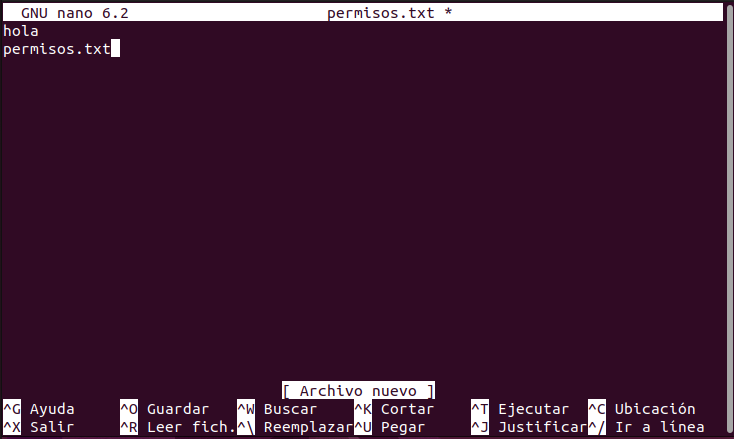 GNU nano 6.2 permisos.txt *
hola
permisos.txt
[ Archivo nuevo ]
^G Ayuda ^O Guardar ^W Buscar ^K Cortar ^T Ejecutar ^C Ubicación
^X Salir ^R Leer fich. ^\ Reemplazar ^U Pegar ^J Justificar ^/ Ir a línea